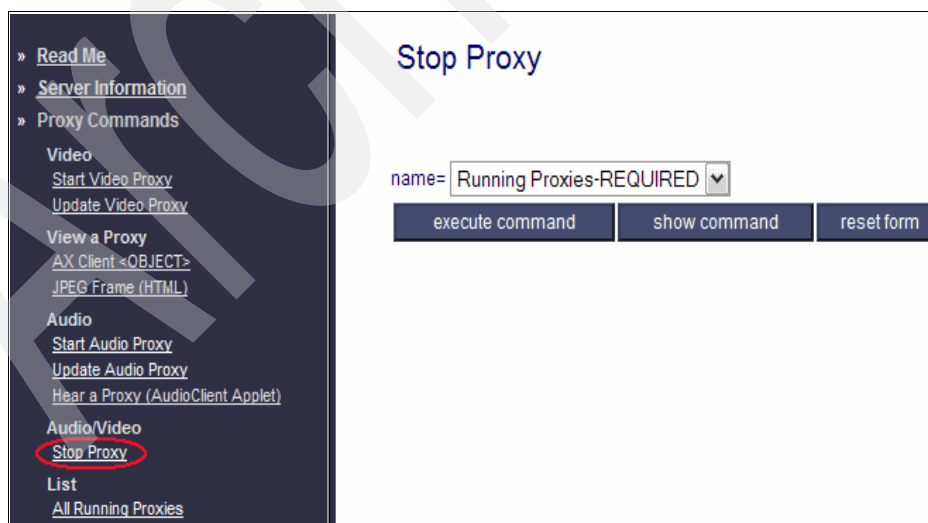 » Read Me
» Server Information
» Proxy Commands
Video
Start Video Proxy
Update Video Proxy
View a Proxy
AX Client <OBJECT>
JPEG Frame (HTML)
Audio
Start Audio Proxy
Update Audio Proxy
Hear a Proxy (AudioClient Applet)
Audio/Video
Stop Proxy
List
All Running Proxies
Stop Proxy
name= Running Proxies-REQUIRED
execute command show command reset form